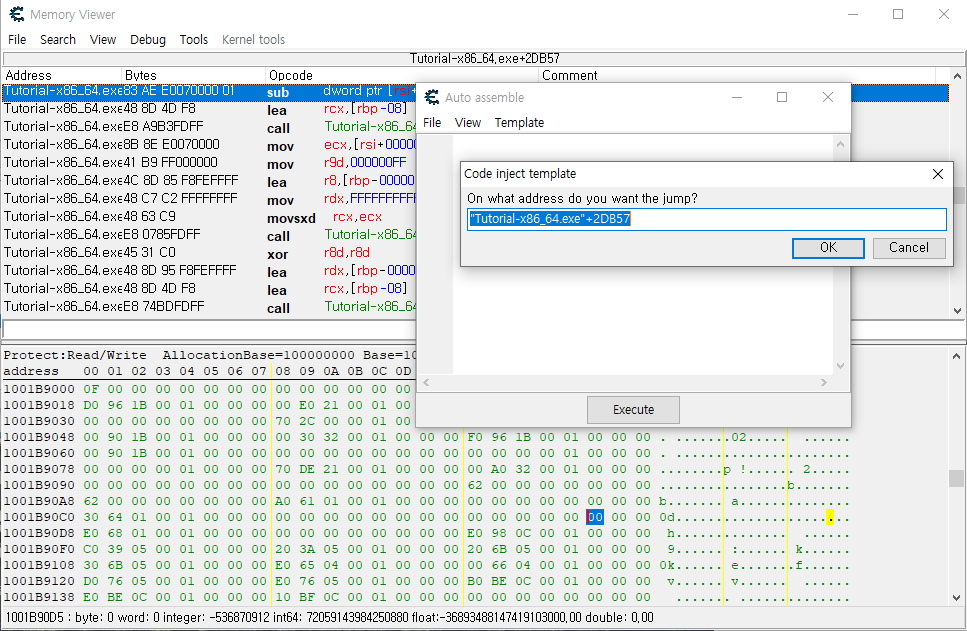 Memory Viewer
File Search View Debug Tools Kernel tools
Tutorial-x86_64.exe+2DB57
Address Bytes Opcode Comment
Tutorial-x86_64.exe 83 AE E0070000 01 sub dword ptr [rsi+
Tutorial-x86_64.exe 48 8D 4D F8 lea rcx,[rbp-08]
Tutorial-x86_64.exe E8 A9B3FDFF call Tutorial-x86_64
Tutorial-x86_64.exe 8B 8E E0070000 mov ecx,[rsi+0000
Tutorial-x86_64.exe 41 B9 FF000000 mov r9d,000000FF
Tutorial-x86_64.exe 4C 8D 85 F8FEFFFF lea r8,[rbp-00000
Tutorial-x86_64.exe 48 C7 C2 FFFFFFFF mov rdx,FFFFFFFF
Tutorial-x86_64.exe 48 63 C9 movsxd rcx,ecx
Tutorial-x86_64.exe E8 0785FDFF call Tutorial-x86_64
Tutorial-x86_64.exe 45 31 C0 xor r8d,r8d
Tutorial-x86_64.exe 48 8D 95 F8FEFFFF lea rdx,[rbp-0000
Tutorial-x86_64.exe 48 8D 4D F8 lea rcx,[rbp-08]
Tutorial-x86_64.exe E8 74BDFDFF call Tutorial-x86_64
Auto assemble
File View Template
Code inject template
On what address do you want the jump?
"Tutorial-x86_64.exe"+2DB57
OK Cancel
Execute
Protect:Read/Write AllocationBase=100000000 Base=10
address 00 01 02 03 04 05 06 07 08 09 0A 0B 0C 0D
1001B9000 0F 00 00 00 00 00 00 00 00 00 00 00 00 00
1001B9018 D0 96 1B 00 01 00 00 00 00 E0 21 00 01 00
1001B9030 00 00 00 00 00 00 00 00 70 2C 00 00 01 00
1001B9048 00 90 1B 00 01 00 00 00 00 30 32 00 01 00 00 00 F0 96 1B 00 01 00 00 00 . ........02..... ......
1001B9060 00 90 1B 00 01 00 00 00 00 00 00 00 00 00 00 00 00 00 00 00 00 00 00 00 . ......................
1001B9078 00 00 00 00 00 00 00 00 70 DE 21 00 01 00 00 00 00 A0 32 00 01 00 00 00 ........p !...... 2.....
1001B9090 00 00 00 00 00 00 00 00 00 00 00 00 00 00 00 00 62 00 00 00 00 00 00 00 ................b.......
1001B90A8 62 00 00 00 00 00 00 00 A0 61 01 00 01 00 00 00 00 00 00 00 00 00 00 00 b....... a..............
1001B90C0 30 64 01 00 01 00 00 00 00 00 00 00 00 00 00 00 00 00 00 00 00 00 00 00 0d......................
1001B90D8 E0 68 01 00 01 00 00 00 00 00 00 00 00 00 00 00 E0 98 0C 00 01 00 00 00 h.............. .......
1001B90F0 C0 39 05 00 01 00 00 00 20 3A 05 00 01 00 00 00 20 6B 05 00 01 00 00 00 9...... :...... k......
1001B9108 30 6B 05 00 01 00 00 00 E0 65 04 00 01 00 00 00 00 66 04 00 01 00 00 00 0k...... e.......f......
1001B9120 D0 76 05 00 01 00 00 00 E0 76 05 00 01 00 00 00 B0 BE 0C 00 01 00 00 00 v...... v...... .......
1001B9138 E0 BE 0C 00 01 00 00 00 10 BF 0C 00 01 00 00 00 00 00 00 00 00 00 00 00
1001B90D5 : byte: 0 word: 0 integer: -536870912 int64: 72059143984250880 float:-36893488147419103000,00 double: 0,00